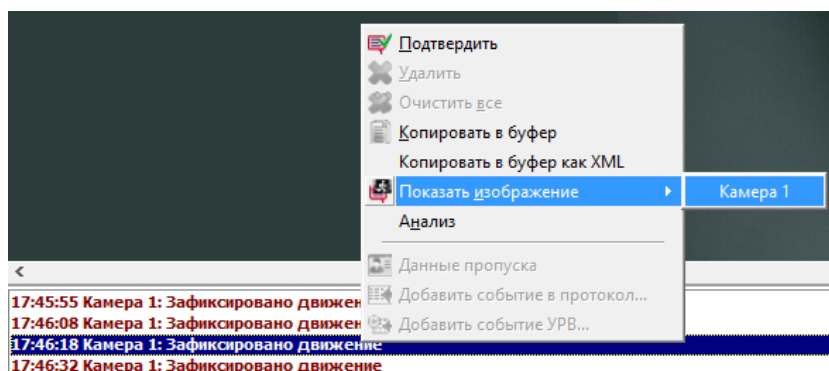 Подтвердить
Удалить
Очистить все
Копировать в буфер
Копировать в буфер как XML
Показать изображение
Камера 1
Анализ
Данные пропуска
Добавить событие в протокол...
Добавить событие УРВ...
17:45:55 Камера 1: Зафиксировано движен
17:46:08 Камера 1: Зафиксировано движен
17:46:18 Камера 1: Зафиксировано движение
17:46:32 Камера 1: Зафиксировано движение